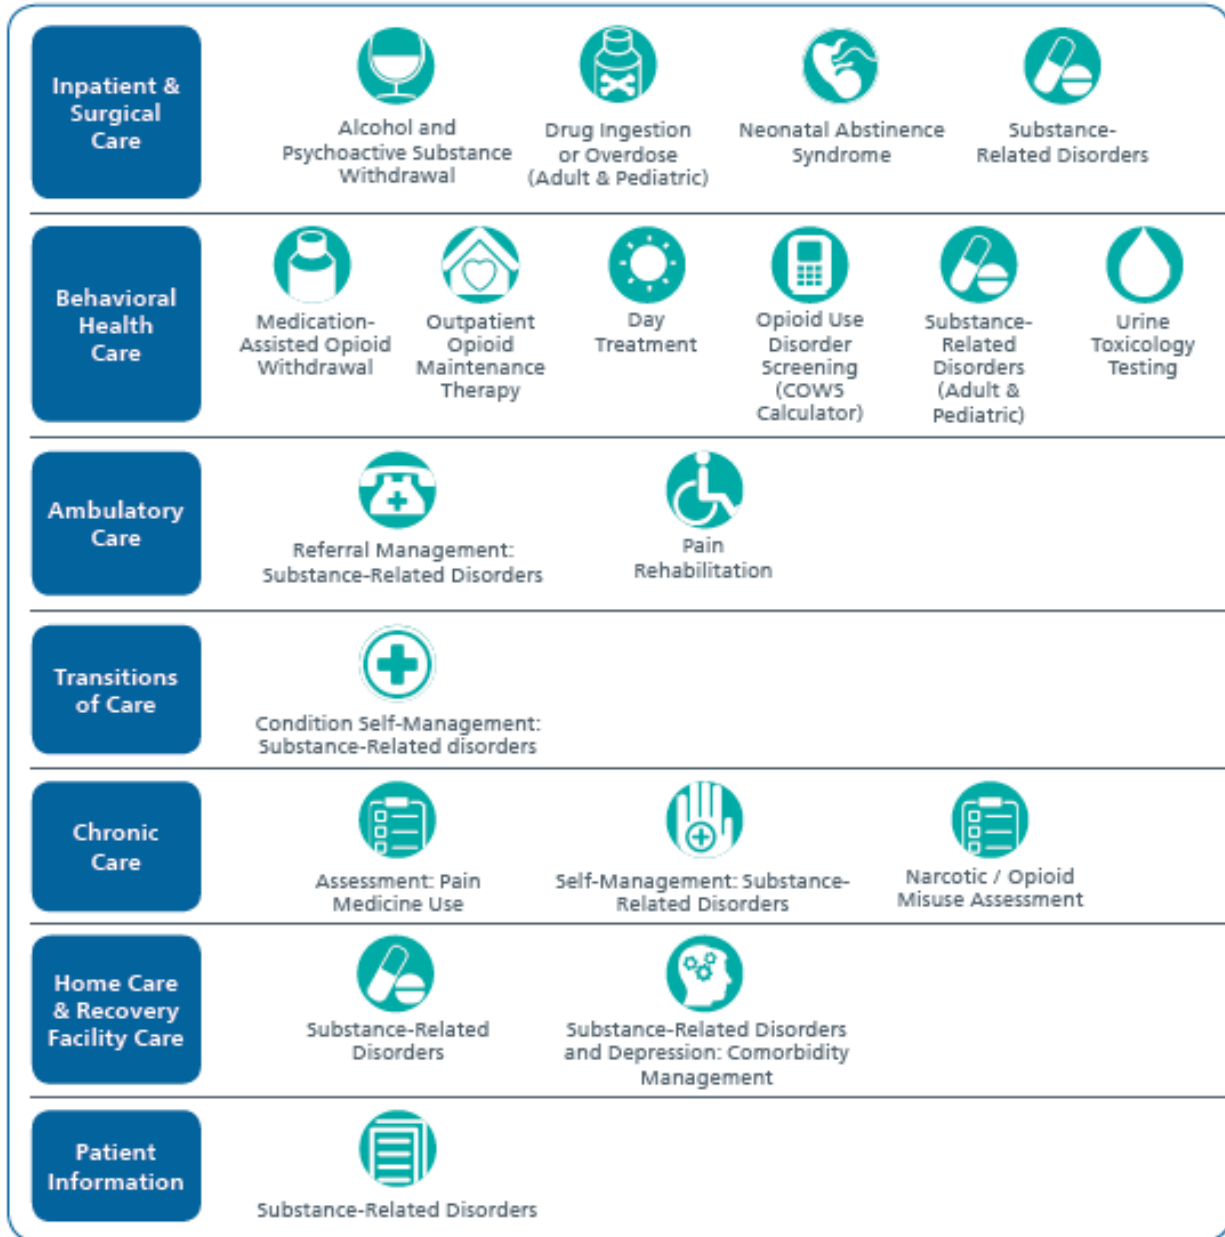 Inpatient &
Surgical
Care
Alcohol and
Psychoactive Substance
Withdrawal
Drug Ingestion
or Overdose
(Adult & Pediatric)
Neonatal Abstinence
Syndrome
Substance-
Related Disorders
Behavioral
Health
Care
Medication-
Assisted Opioid
Withdrawal
Outpatient
Opioid
Maintenance
Therapy
Day
Treatment
Opioid Use
Disorder
Screening
(COWS
Calculator)
Substance-
Related
Disorders
(Adult &
Pediatric)
Urine
Toxicology
Testing
Ambulatory
Care
Referral Management:
Substance-Related Disorders
Pain
Rehabilitation
Transitions
of Care
Condition Self-Management:
Substance-Related disorders
Chronic
Care
Assessment: Pain
Medicine Use
Self-Management: Substance-
Related Disorders
Narcotic / Opioid
Misuse Assessment
Home Care
& Recovery
Facility Care
Substance-Related
Disorders
Substance-Related Disorders
and Depression: Comorbidity
Management
Patient
Information
Substance-Related Disorders